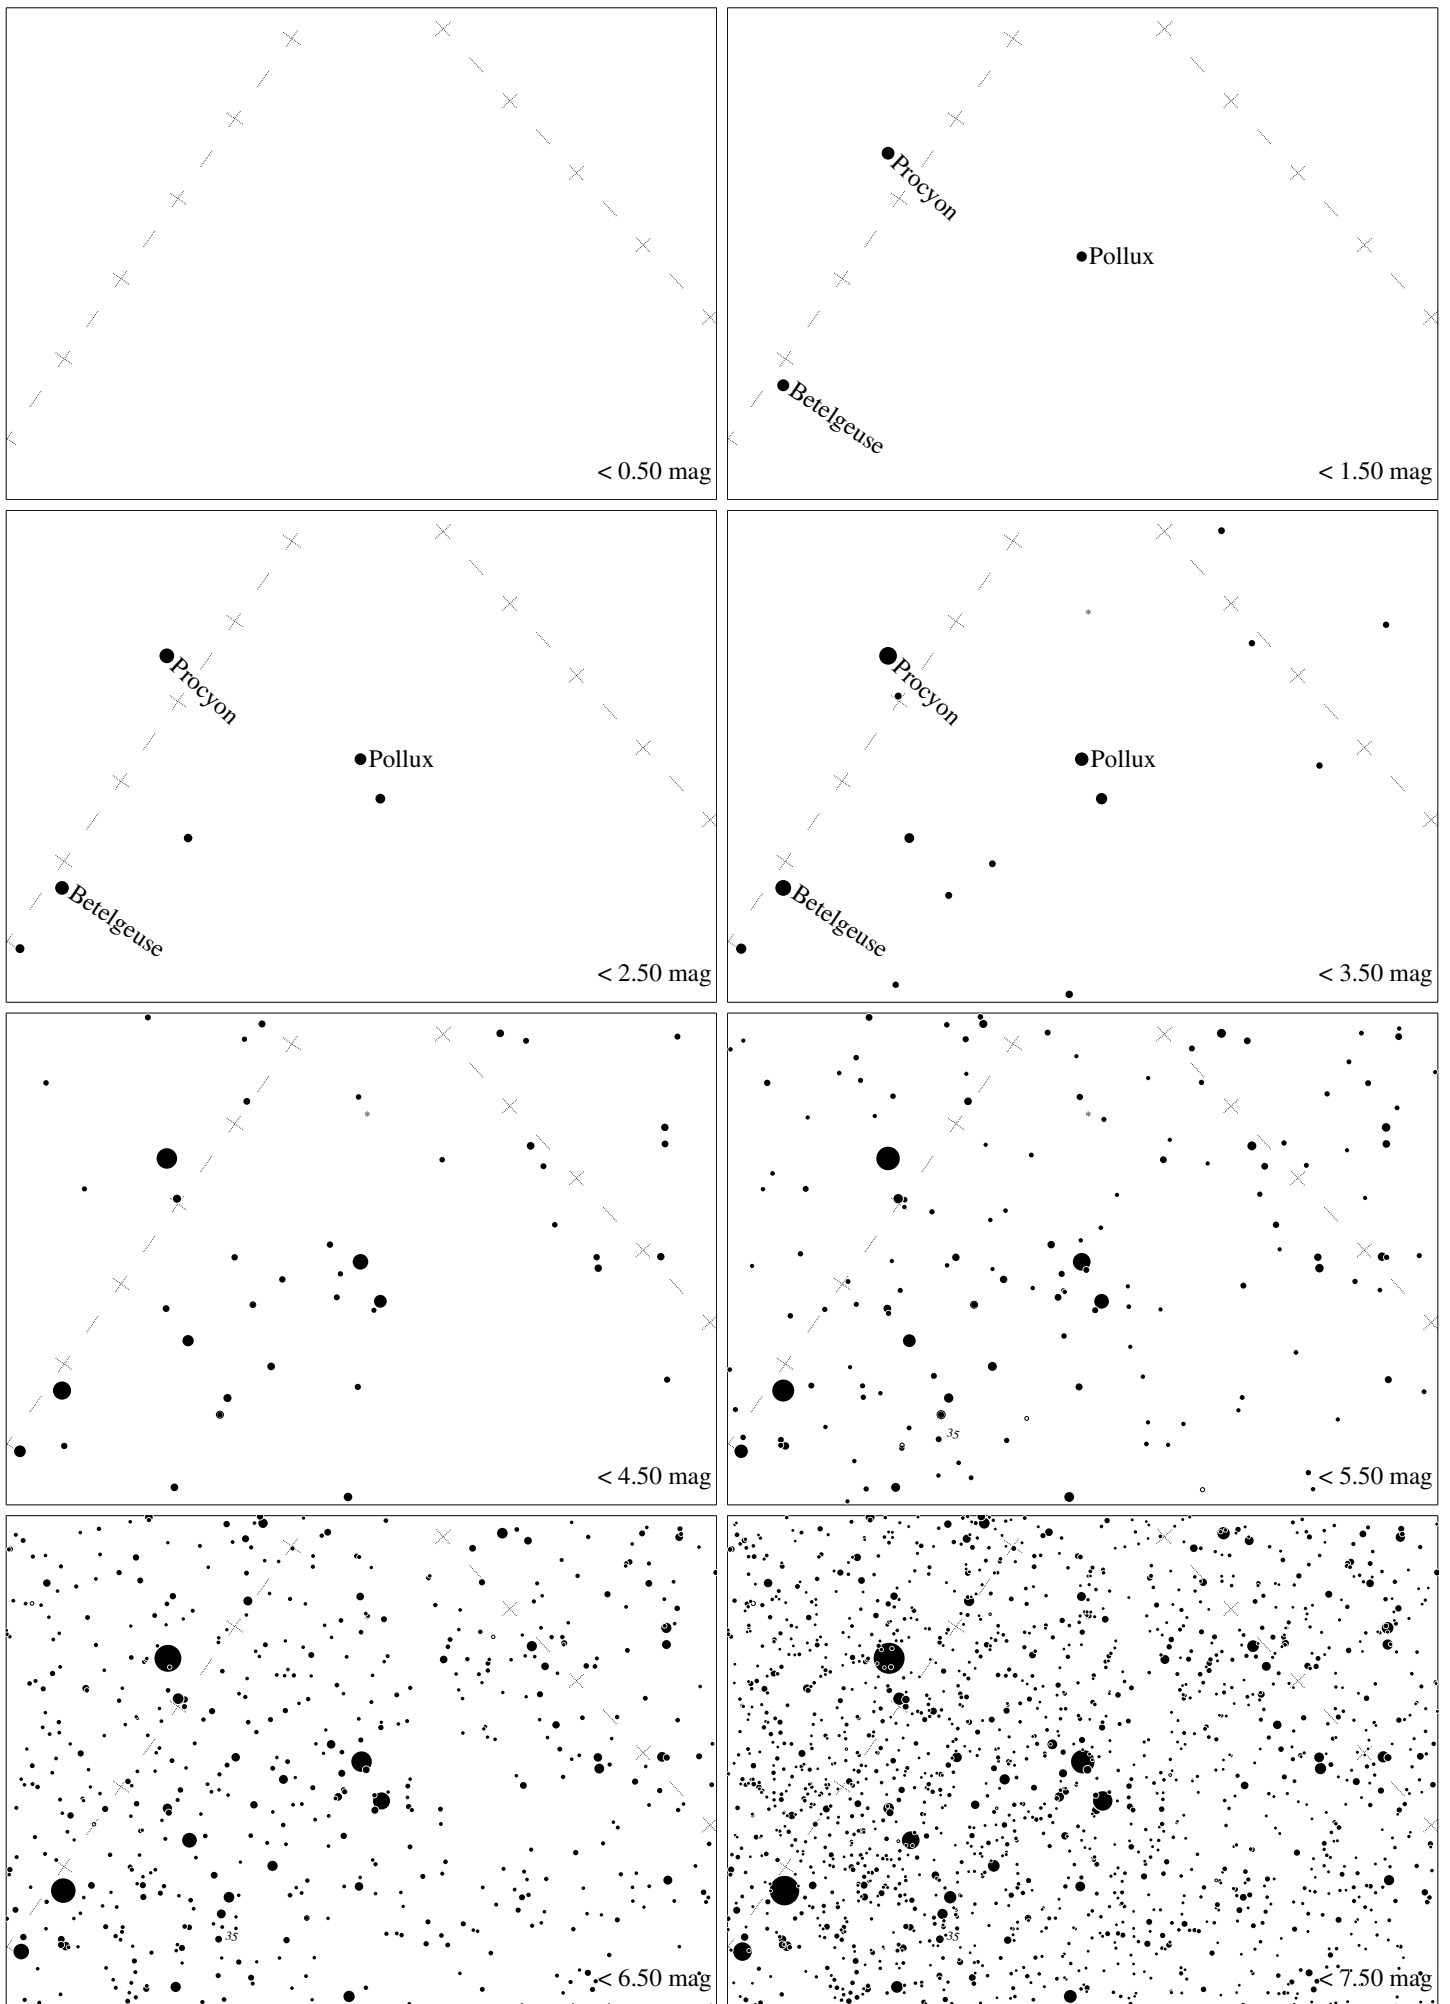 < 0.50 mag
Procyon
Pollux
Betelgeuse
< 1.50 mag
Procyon
Pollux
Betelgeuse
< 2.50 mag
Procyon
Pollux
Betelgeuse
< 3.50 mag
< 4.50 mag
35
< 5.50 mag
35
< 6.50 mag
35
< 7.50 mag